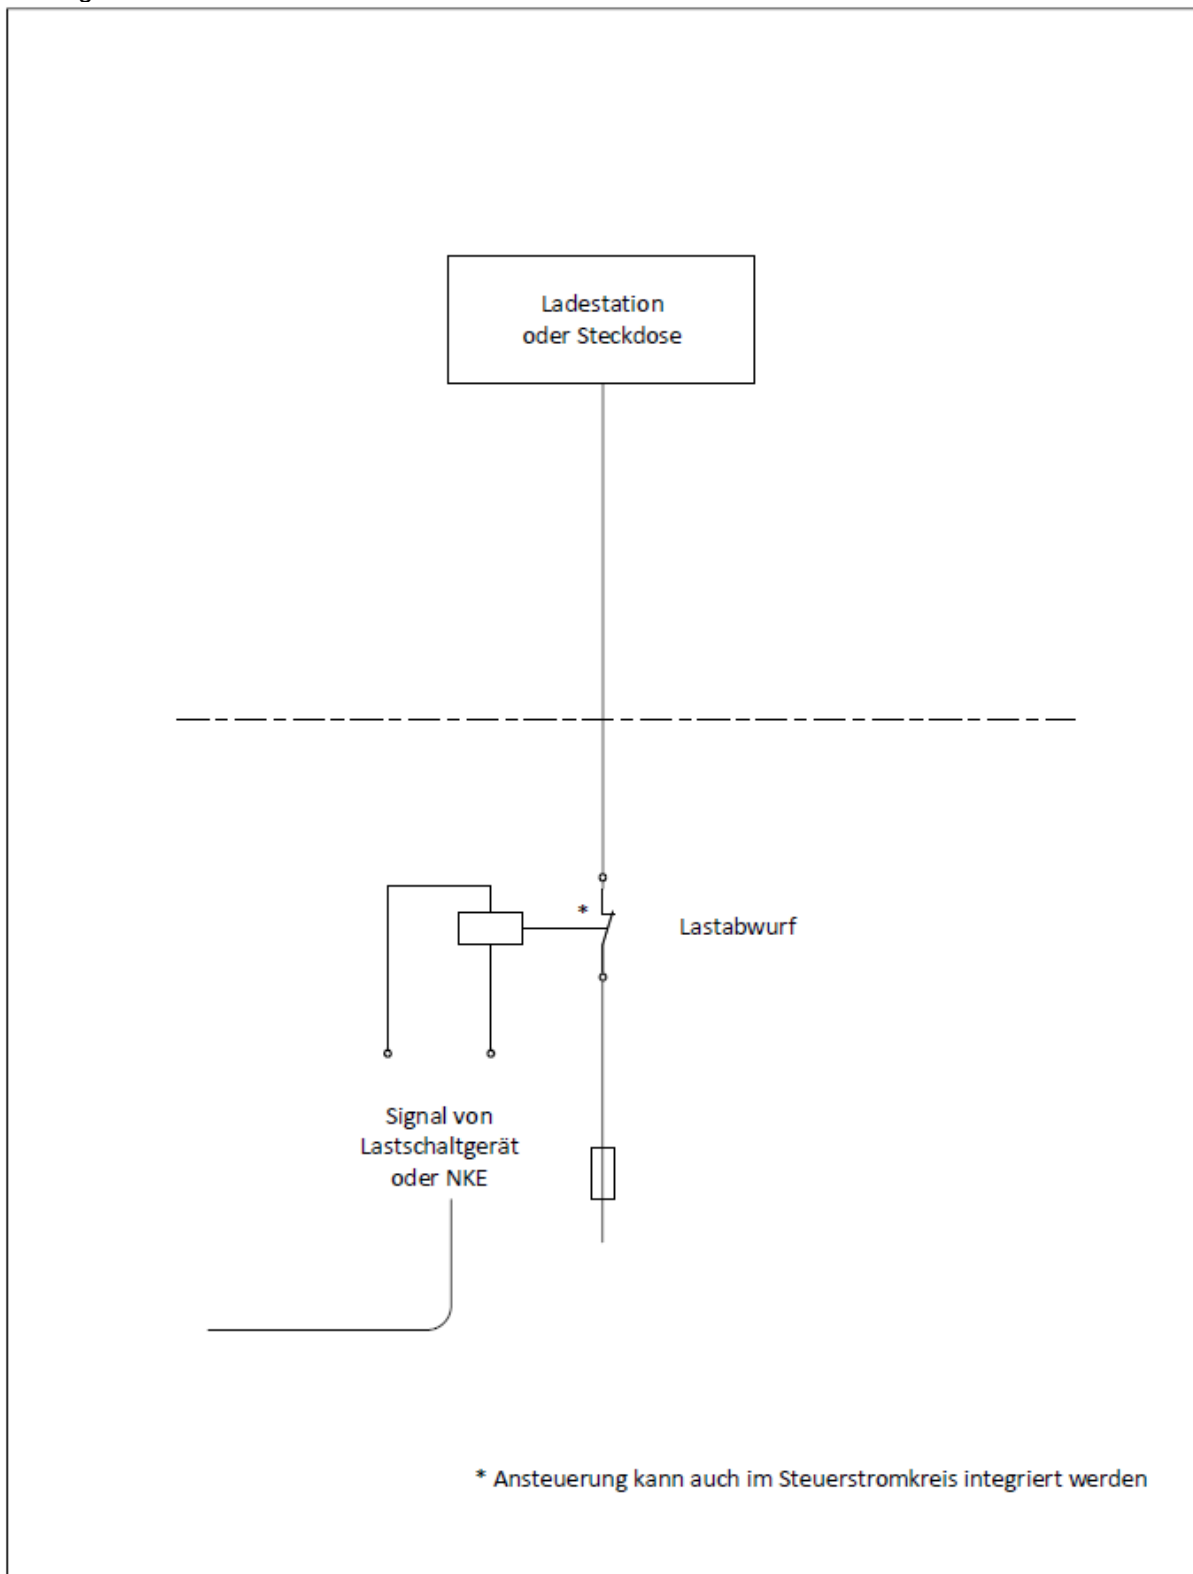 Ladestation
oder Steckdose
*
Lastabwurf
Signal von
Lastschaltgerät
oder NKE
* Ansteuerung kann auch im Steuerstromkreis integriert werden